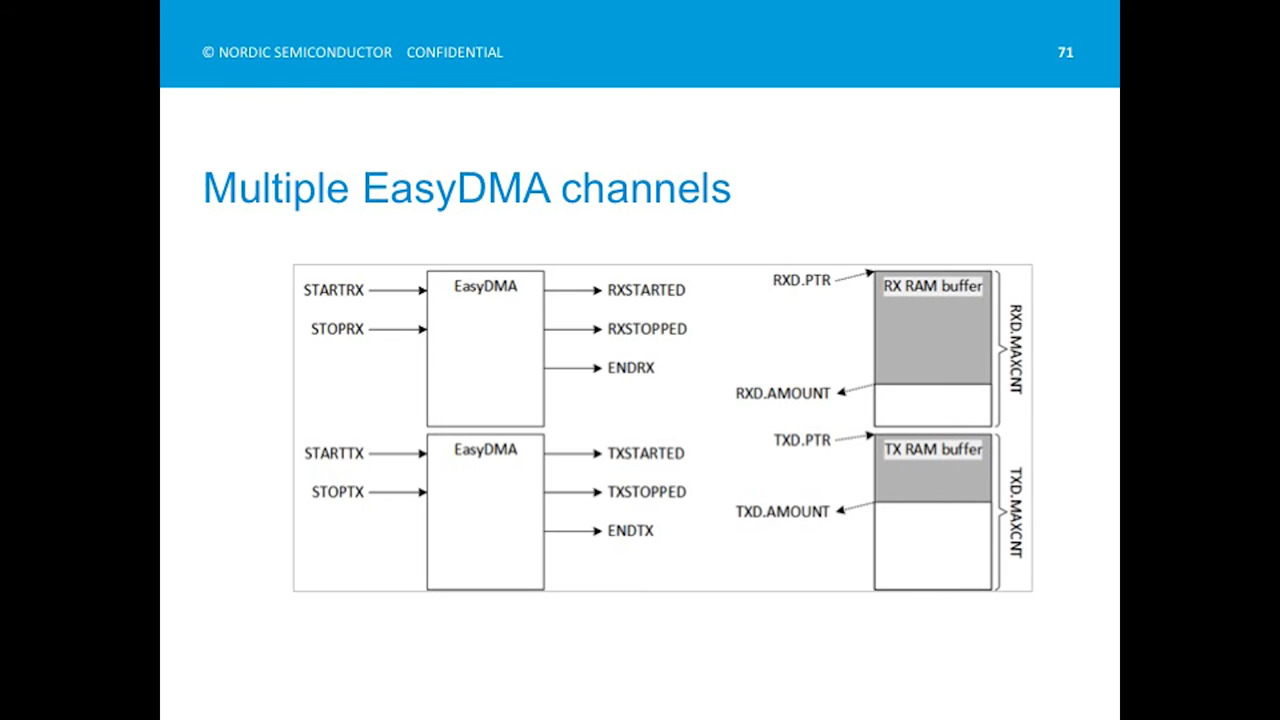 © NORDIC SEMICONDUCTOR CONFIDENTIAL
71
Multiple EasyDMA channels
STARTRX
STOPRX
EasyDMA
RXSTARTED
RXSTOPPED
ENDRX
RXD.PTR
RX RAM buffer
RXD.AMOUNT
RXD.MAXCNT
STARTTX
STOPTX
EasyDMA
TXSTARTED
TXSTOPPED
ENDTX
TXD.PTR
TX RAM buffer
TXD.AMOUNT
TXD.MAXCNT